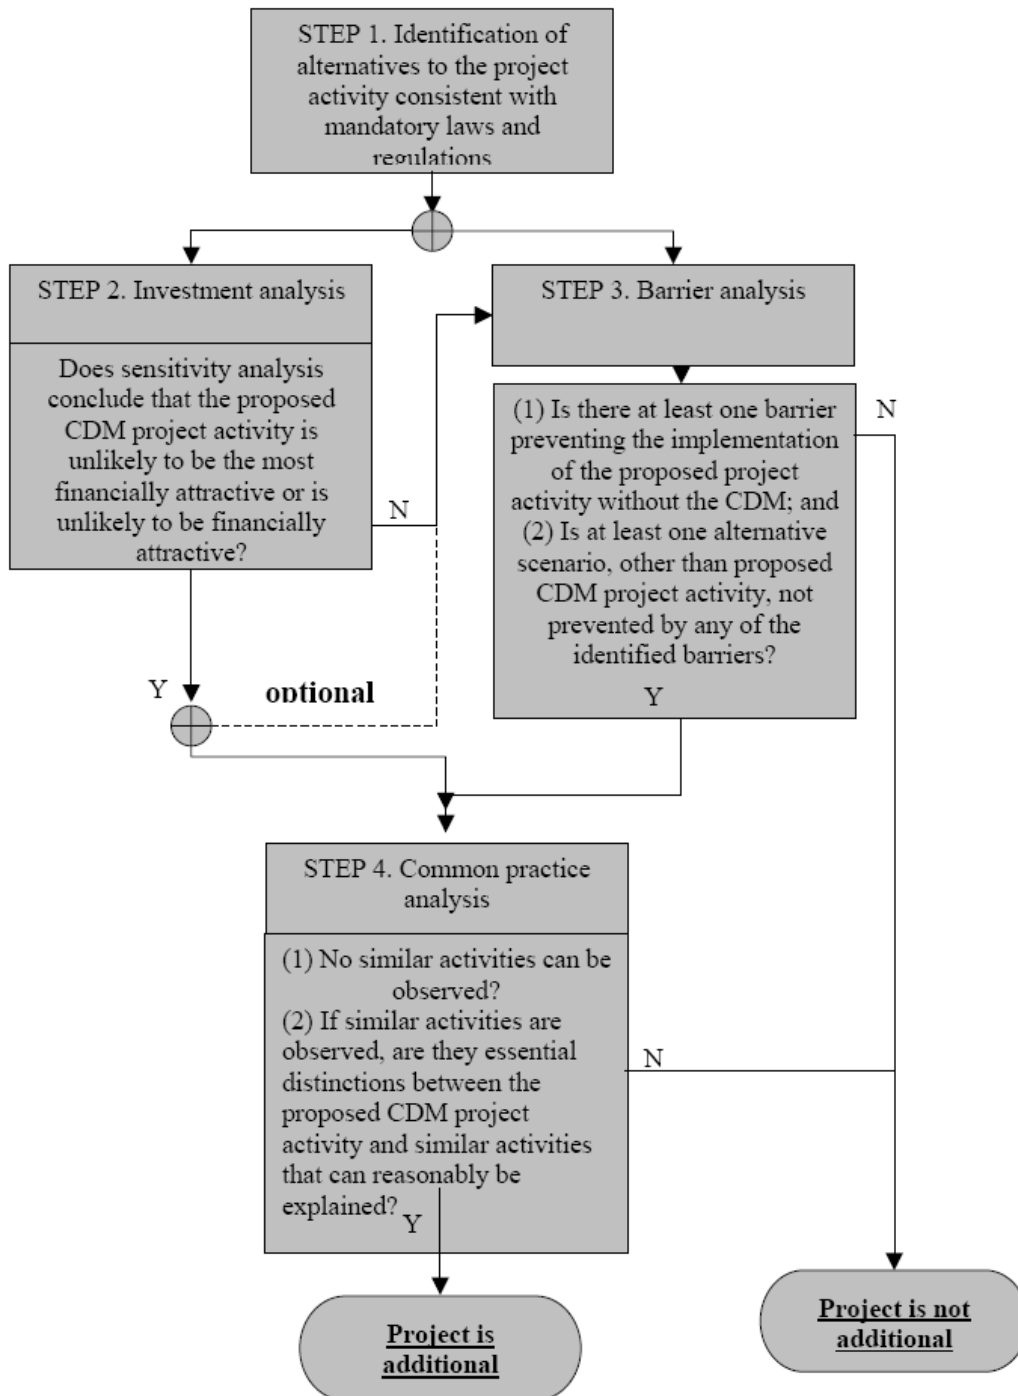 STEP 1. Identification of
alternatives to the project
activity consistent with
mandatory laws and
regulations
STEP 2. Investment analysis
Does sensitivity analysis
conclude that the proposed
CDM project activity is
unlikely to be the most
financially attractive or is
unlikely to be financially
attractive?
N
Y
optional
STEP 3. Barrier analysis
(1) Is there at least one barrier
preventing the implementation
of the proposed project
activity without the CDM; and
(2) Is at least one alternative
scenario, other than proposed
CDM project activity, not
prevented by any of the
identified barriers?
Y
N
STEP 4. Common practice
analysis
(1) No similar activities can be
observed?
(2) If similar activities are
observed, are they essential
distinctions between the
proposed CDM project
activity and similar activities
that can reasonably be
explained?
Y
N
Project is
additional
Project is not
additional